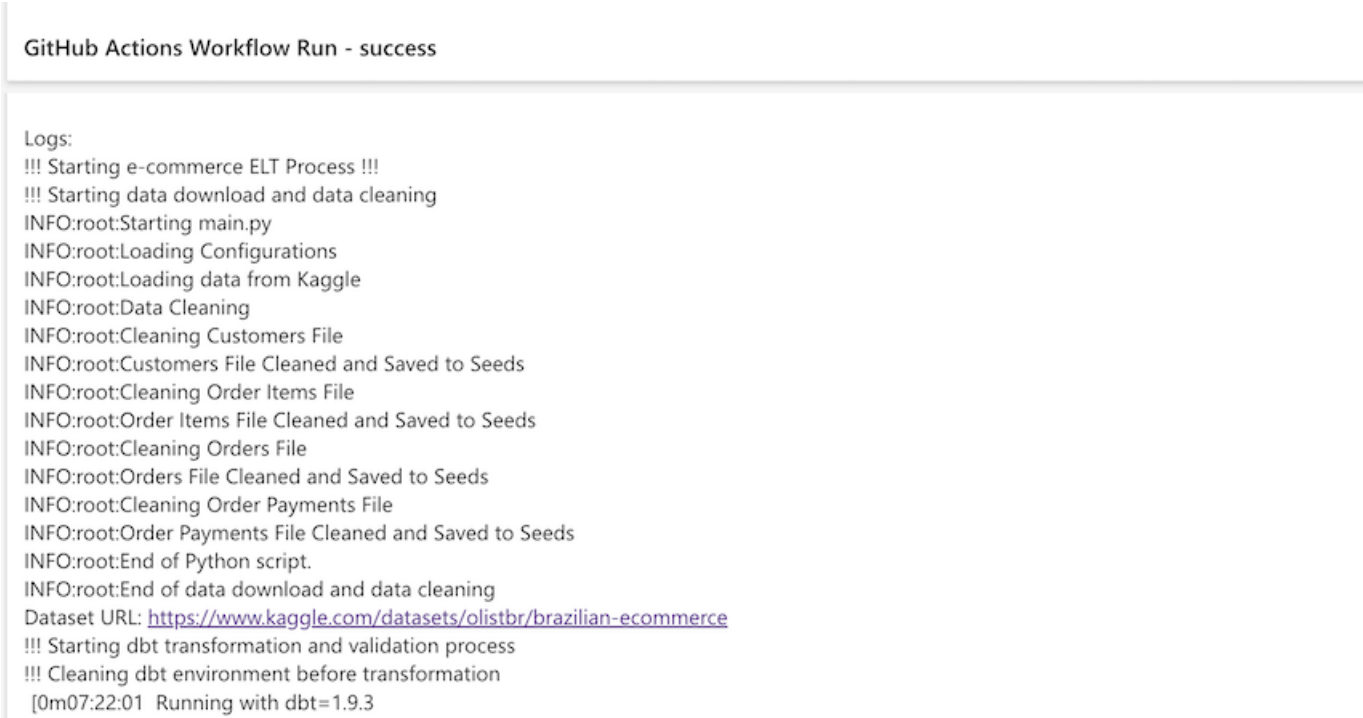 GitHub Actions Workflow Run - success
Logs:
!!! Starting e-commerce ELT Process !!!
!!! Starting data download and data cleaning
INFO:root:Starting main.py
INFO:root:Loading Configurations
INFO:root:Loading data from Kaggle
INFO:root:Data Cleaning
INFO:root:Cleaning Customers File
INFO:root:Customers File Cleaned and Saved to Seeds
INFO:root:Cleaning Order Items File
INFO:root:Order Items File Cleaned and Saved to Seeds
INFO:root:Cleaning Orders File
INFO:root:Orders File Cleaned and Saved to Seeds
INFO:root:Cleaning Order Payments File
INFO:root:Order Payments File Cleaned and Saved to Seeds
INFO:root:End of Python script.
INFO:root:End of data download and data cleaning
Dataset URL: https://www.kaggle.com/datasets/olistbr/brazilian-ecommerce
!!! Starting dbt transformation and validation process
!!! Cleaning dbt environment before transformation
[0m07:22:01  Running with dbt=1.9.3